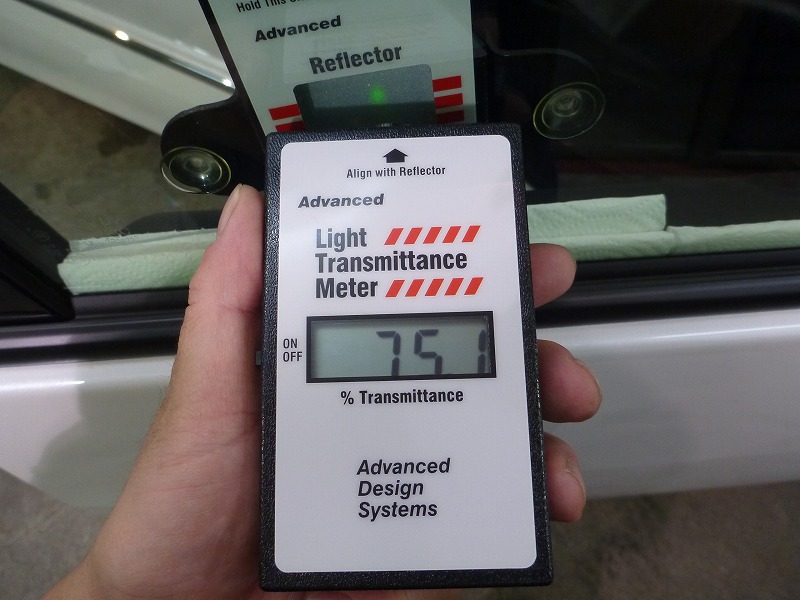 Hold This
Advanced
Reflector
Align with Reflector
Advanced
Light
Transmittance
Meter
ON
OFF
75.1
% Transmittance
Advanced
Design
Systems